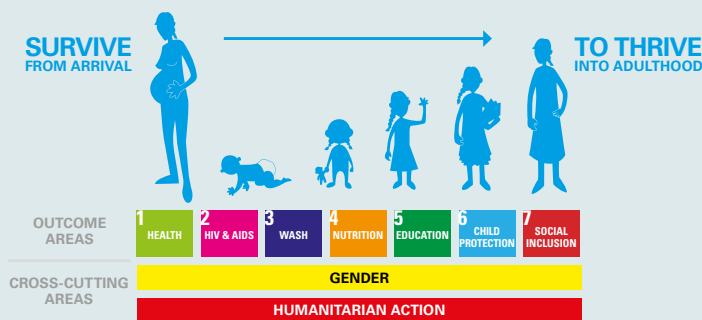 SURVIVE
FROM ARRIVAL
TO THRIVE
INTO ADULTHOOD
OUTCOME
AREAS
1
HEALTH
2
HIV & AIDS
3
WASH
4
NUTRITION
5
EDUCATION
6
CHILD
PROTECTION
7
SOCIAL
INCLUSION
CROSS-CUTTING
AREAS
GENDER
HUMANITARIAN ACTION